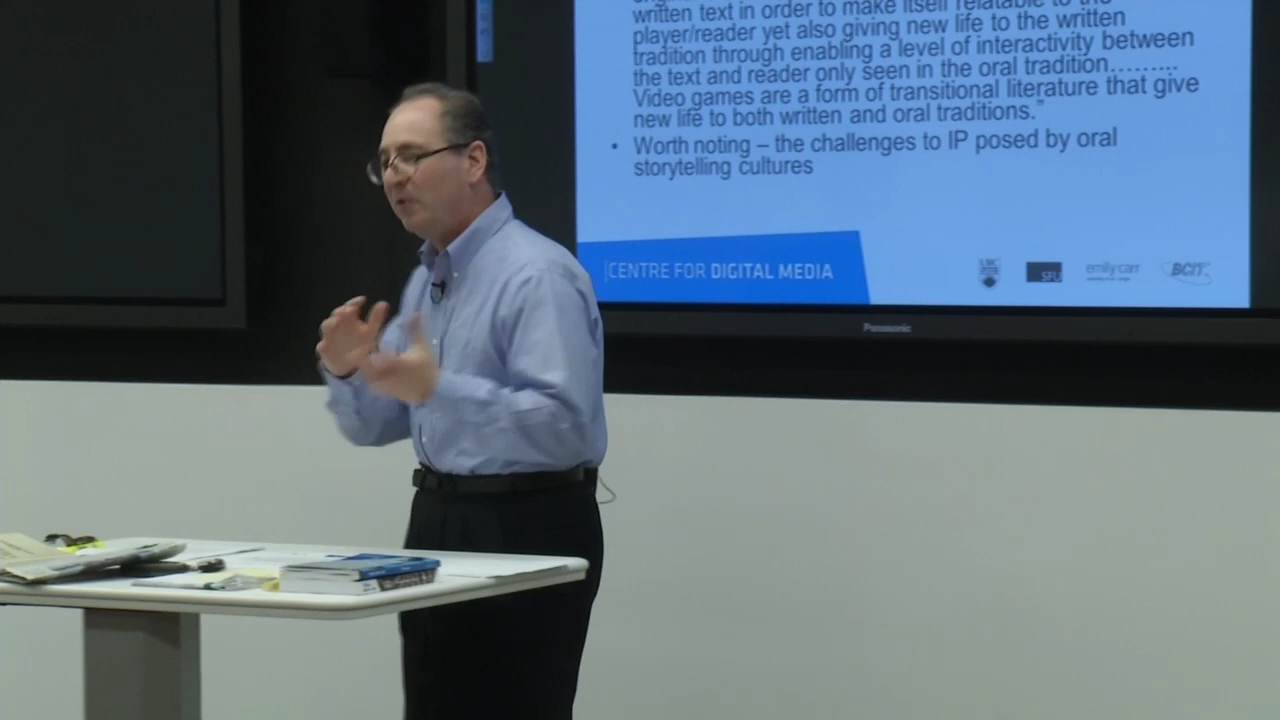 written text in order to make itself relatable to the
player/reader yet also giving new life to the written
tradition through enabling a level of interactivity between
the text and reader only seen in the oral tradition………
Video games are a form of transitional literature that give
new life to both written and oral traditions."
• Worth noting – the challenges to IP posed by oral
storytelling cultures
|CENTRE FOR DIGITAL MEDIA
UBC
SFU
emily carr
BCIT
Panasonic